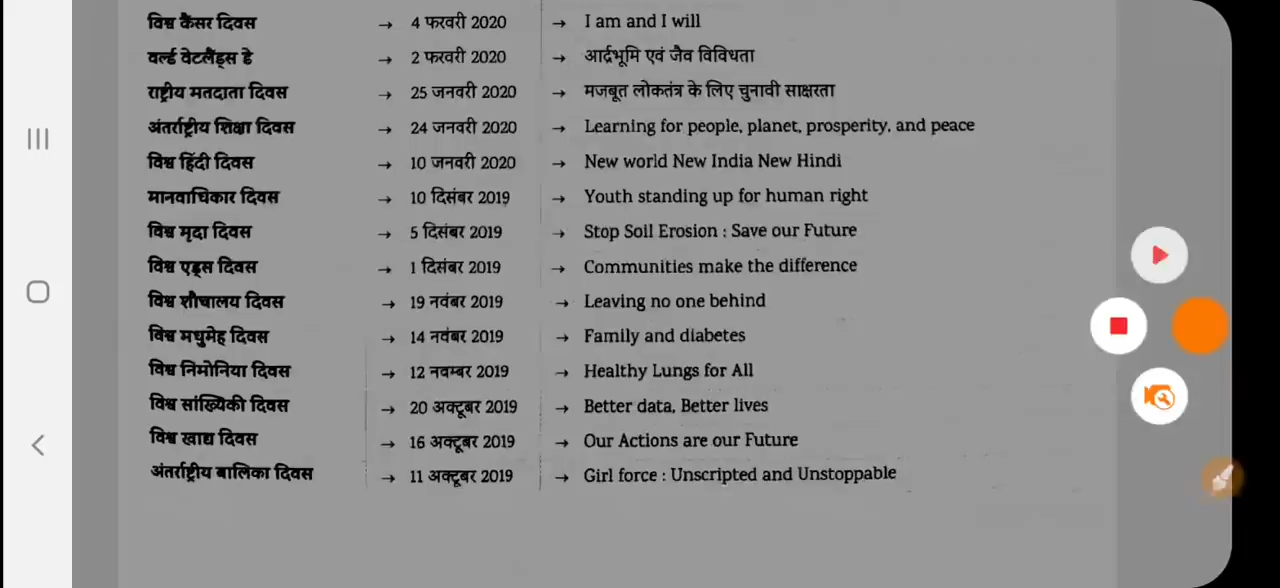 विश्व कैंसर दिवस → 4 फरवरी 2020 → I am and I will
वर्ल्ड वेटलैंड्स डे → 2 फरवरी 2020 → आर्द्रभूमि एवं जैव विविधता
राष्ट्रीय मतदाता दिवस → 25 जनवरी 2020 → मजबूत लोकतंत्र के लिए चुनावी साक्षरता
अंतर्राष्ट्रीय शिक्षा दिवस → 24 जनवरी 2020 → Learning for people, planet, prosperity, and peace
विश्व हिंदी दिवस → 10 जनवरी 2020 → New world New India New Hindi
मानवाधिकार दिवस → 10 दिसंबर 2019 → Youth standing up for human right
विश्व मृदा दिवस → 5 दिसंबर 2019 → Stop Soil Erosion : Save our Future
विश्व एड्स दिवस → 1 दिसंबर 2019 → Communities make the difference
विश्व शौचालय दिवस → 19 नवंबर 2019 → Leaving no one behind
विश्व मधुमेह दिवस → 14 नवंबर 2019 → Family and diabetes
विश्व निमोनिया दिवस → 12 नवम्बर 2019 → Healthy Lungs for All
विश्व सांख्यिकी दिवस → 20 अक्टूबर 2019 → Better data, Better lives
विश्व खाद्य दिवस → 16 अक्टूबर 2019 → Our Actions are our Future
अंतर्राष्ट्रीय बालिका दिवस → 11 अक्टूबर 2019 → Girl force : Unscripted and Unstoppable